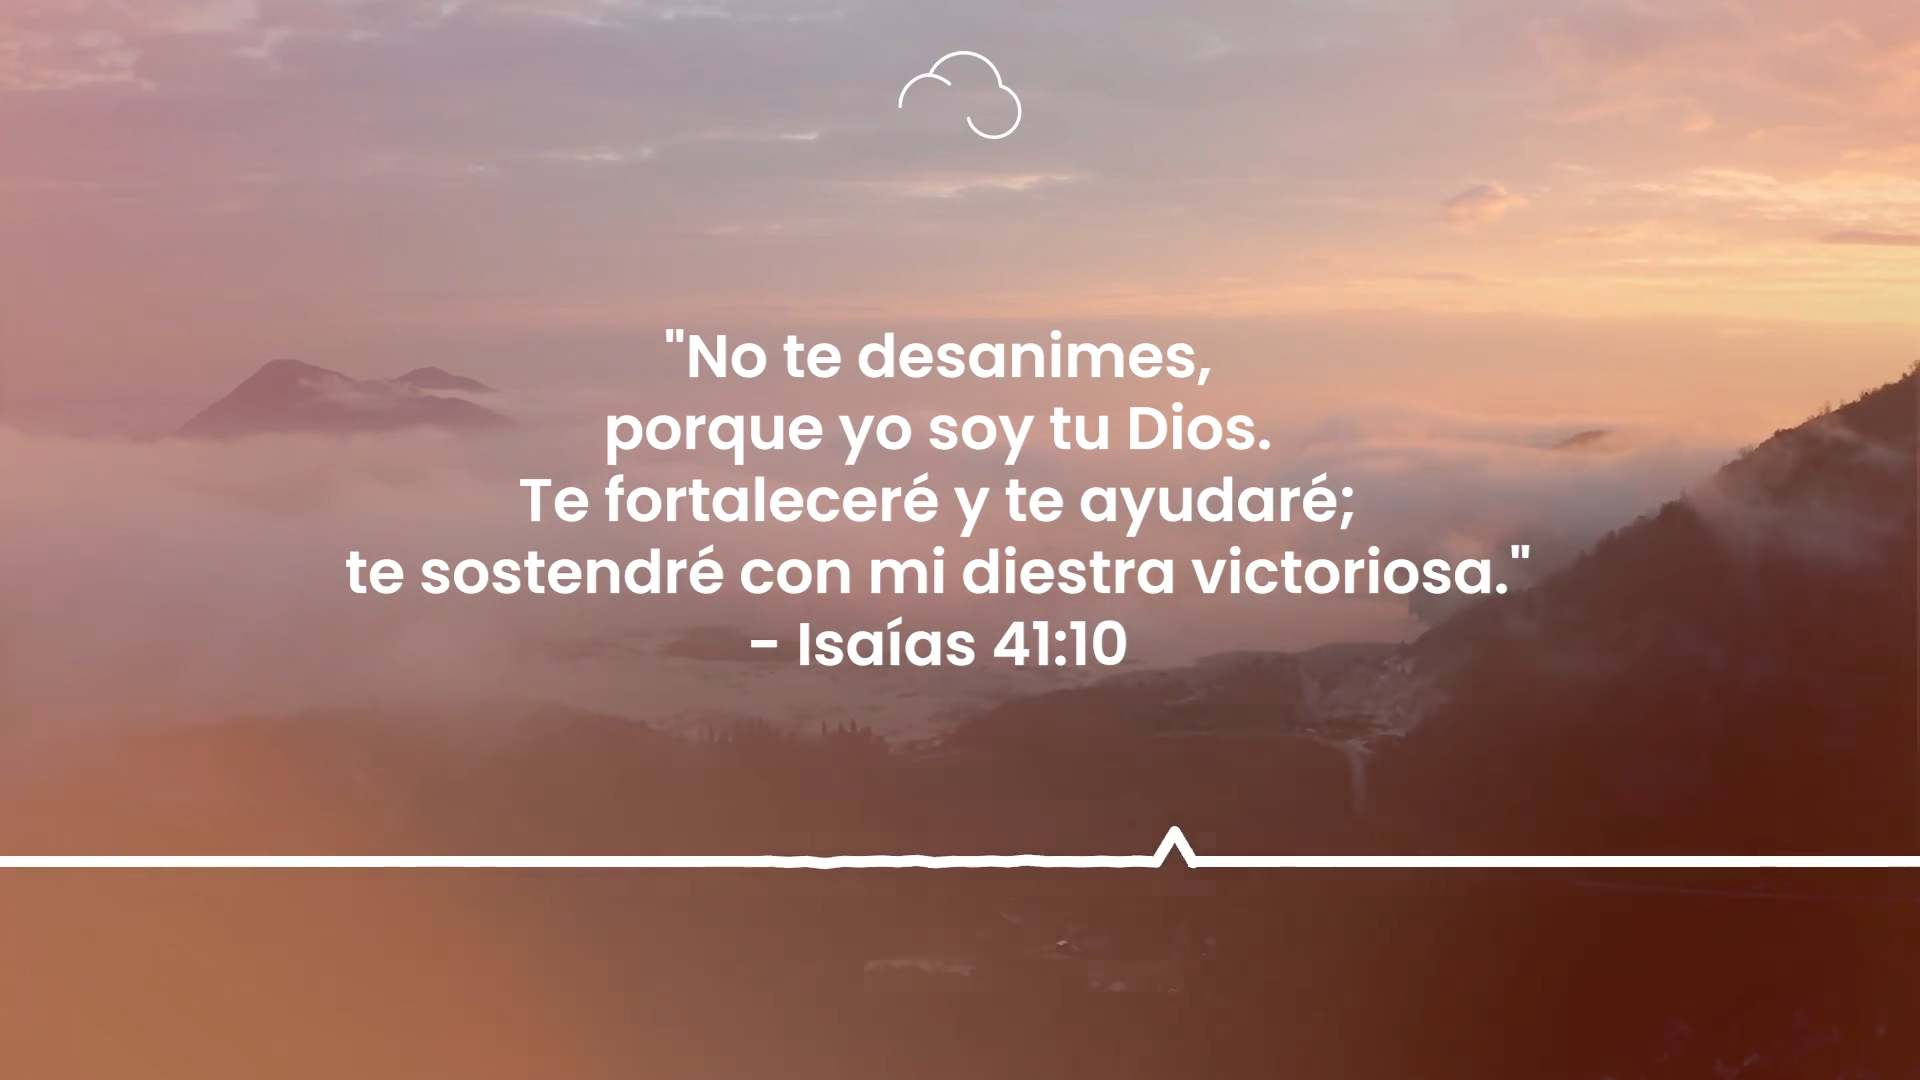 "No te desanimes,
porque yo soy tu Dios.
Te fortaleceré y te ayudaré;
te sostendré con mi diestra victoriosa."
- Isaías 41:10